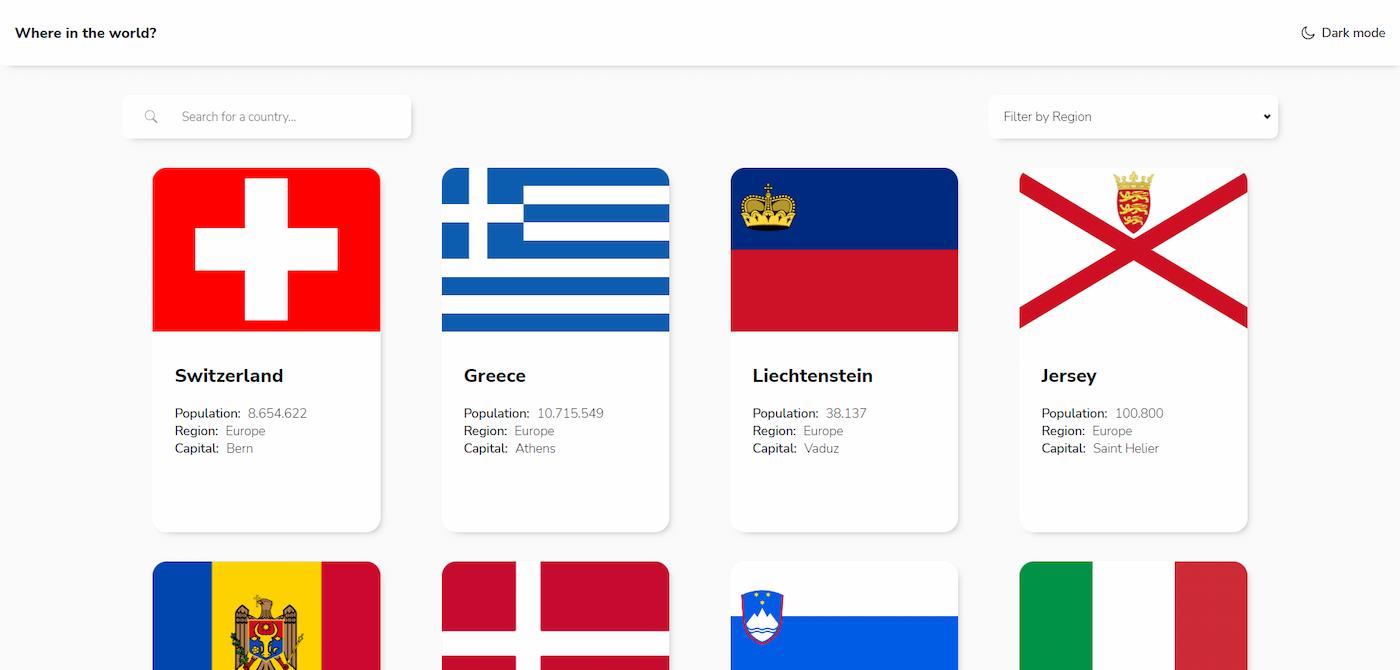 Where in the world?
Dark mode
Search for a country...
Filter by Region
Switzerland
Population: 8.654.622
Region: Europe
Capital: Bern
Greece
Population: 10.715.549
Region: Europe
Capital: Athens
Liechtenstein
Population: 38.137
Region: Europe
Capital: Vaduz
Jersey
Population: 100.800
Region: Europe
Capital: Saint Helier